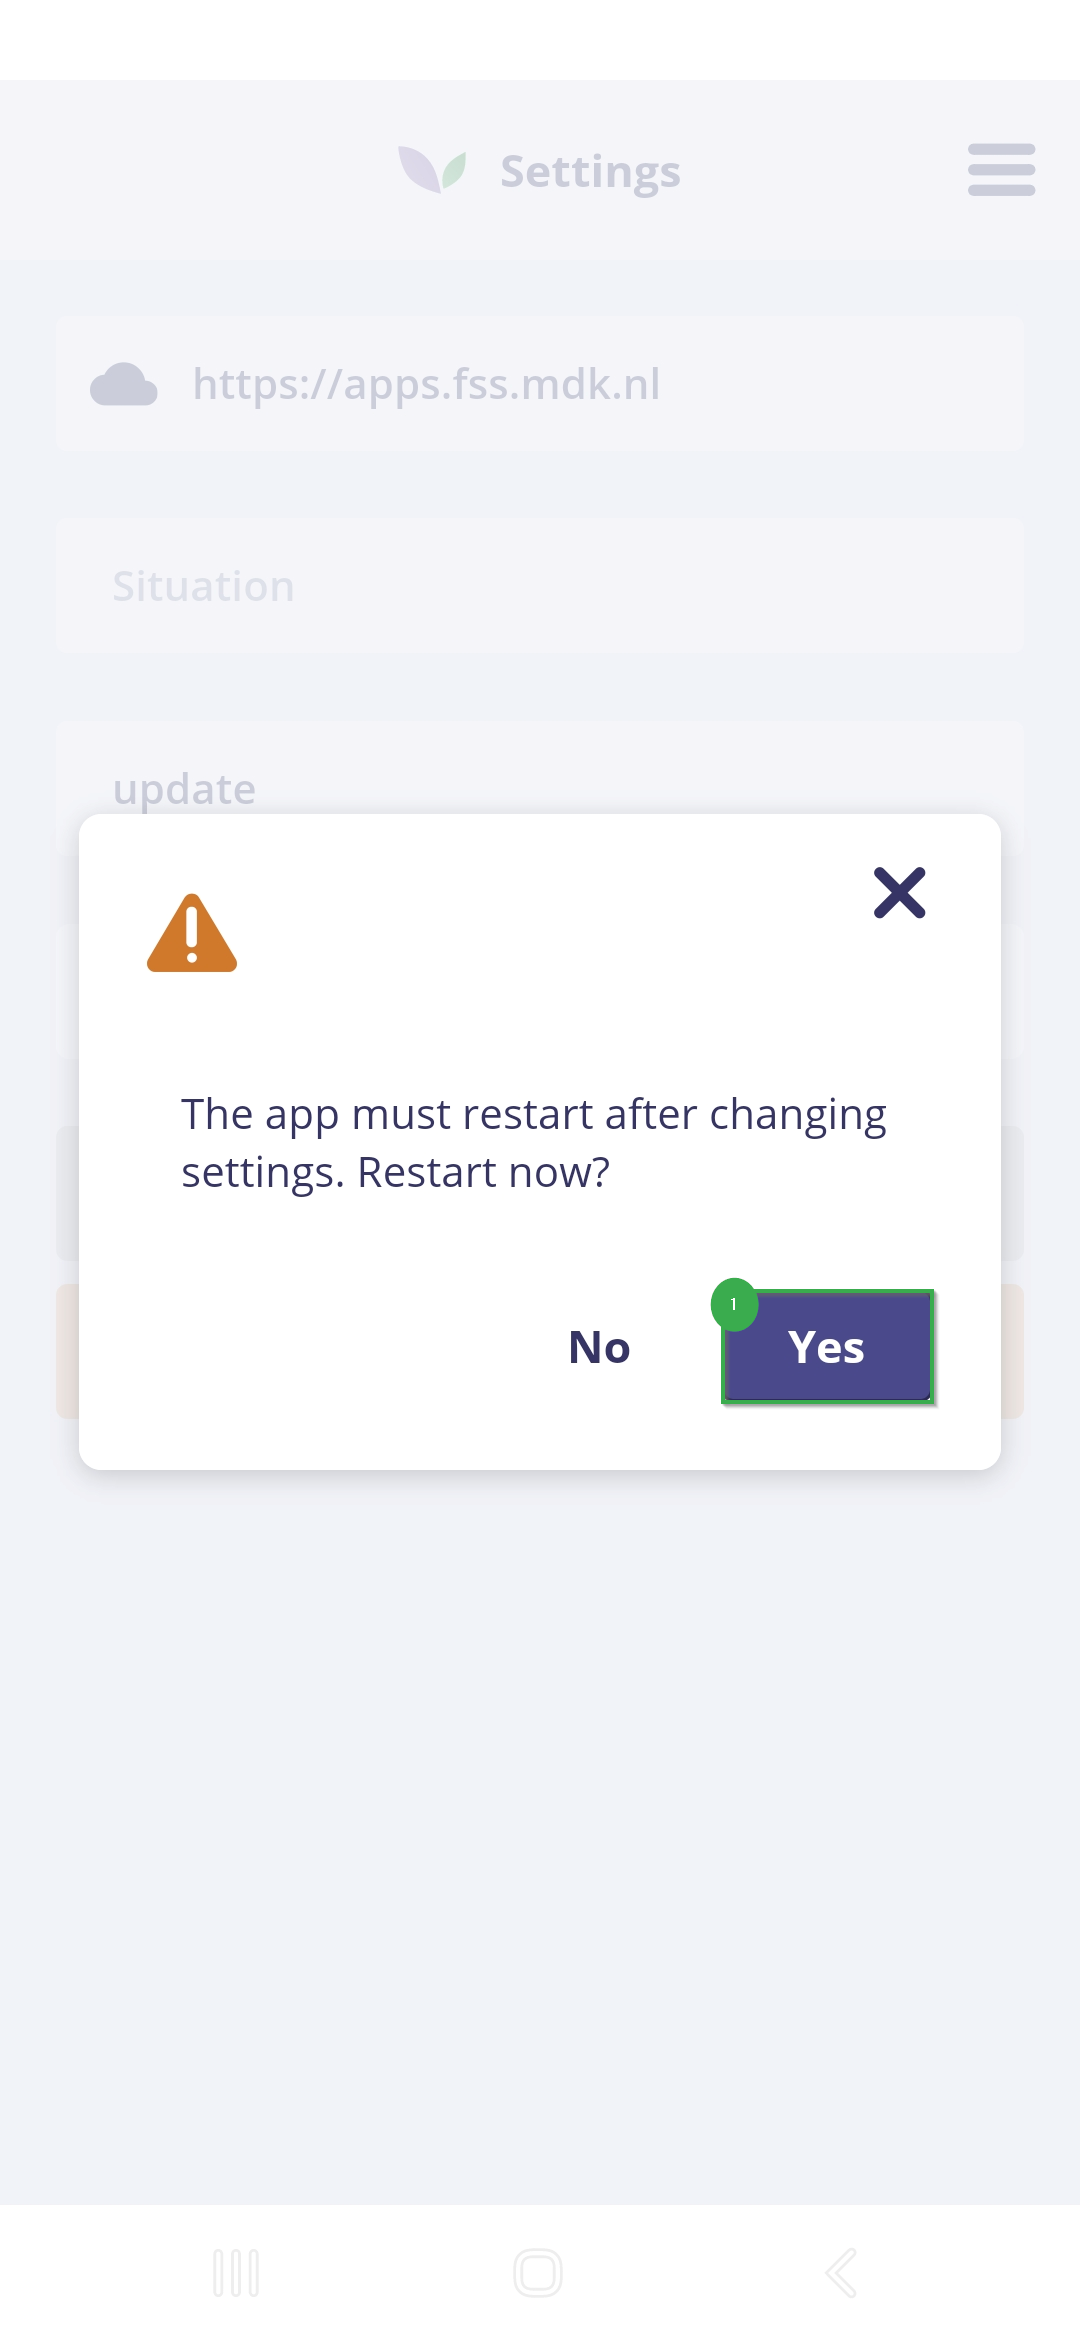 Settings
https://apps.fss.mdk.nl
Situation
update
The app must restart after changing
settings. Restart now?
1
No
Yes